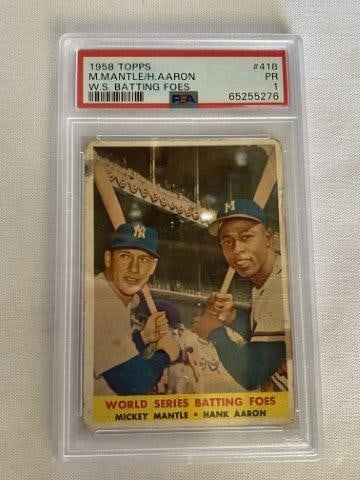 1958 TOPPS #418
M.MANTLE/H.AARON PR
W.S. BATTING FOES 1
PSA 65255276
NY
M
WORLD SERIES BATTING FOES
MICKEY MANTLE • HANK AARON